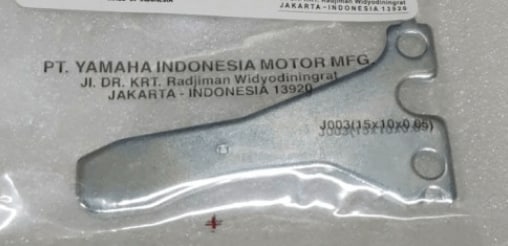 Radjiman Widyodiningrat
JAKARTA-INDONESIA 13920
PT. YAMAHA INDONESIA MOTOR MFG
Jl. DR. KRT. Radjiman Widyodiningrat
JAKARTA - INDONESIA 13920
J003(15x10x0.05)